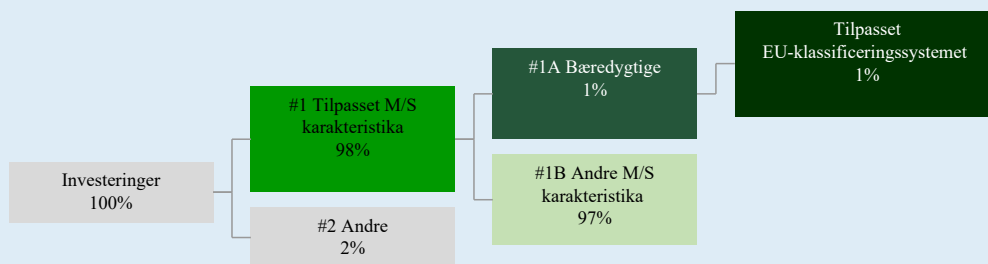 Investeringer
100%
#1 Tilpasset M/S
karakteristika
98%
#2 Andre
2%
#1A Bæredygtige
1%
#1B Andre M/S
karakteristika
97%
Tilpasset
EU-klassificeringssystemet
1%